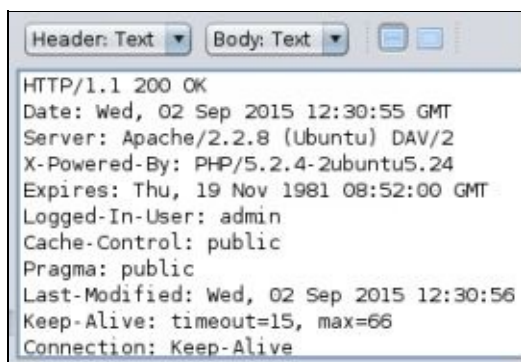 Header: Text Body: Text
HTTP/1.1 200 OK
Date: Wed, 02 Sep 2015 12:30:55 GMT
Server: Apache/2.2.8 (Ubuntu) DAV/2
X-Powered-By: PHP/5.2.4-2ubuntu5.24
Expires: Thu, 19 Nov 1981 08:52:00 GMT
Logged-In-User: admin
Cache-Control: public
Pragma: public
Last-Modified: Wed, 02 Sep 2015 12:30:56
Keep-Alive: timeout=15, max=66
Connection: Keep-Alive